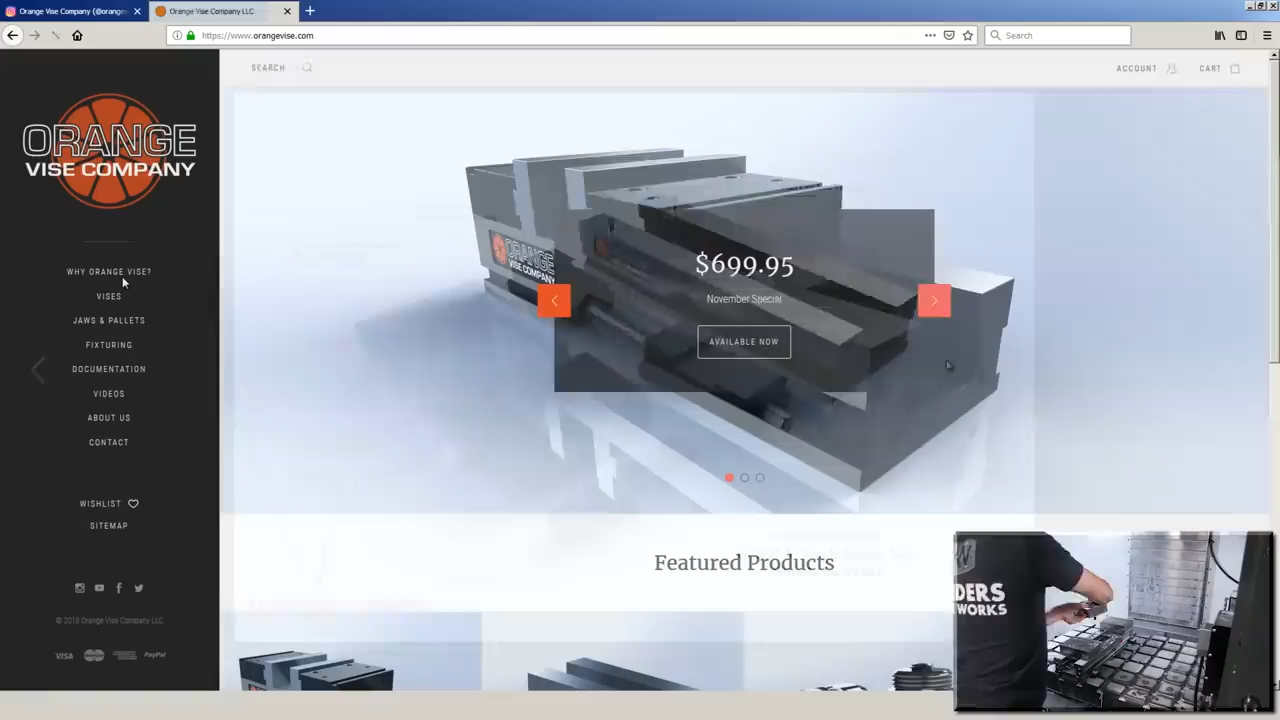 Orange Vise Company (@orange
Orange Vise Company LLC
https://www.orangevise.com
Search
SEARCH
ACCOUNT
CART
ORANGE
VISE COMPANY
WHY ORANGE VISE?
VISES
JAWS & PALLETS
FIXTURING
DOCUMENTATION
VIDEOS
ABOUT US
CONTACT
WISHLIST
SITEMAP
© 2018 Orange Vise Company LLC
VISA
PayPal
ORANGE
VISE COMPANY
$699.95
November Special
AVAILABLE NOW
Featured Products
DERS
WORKS